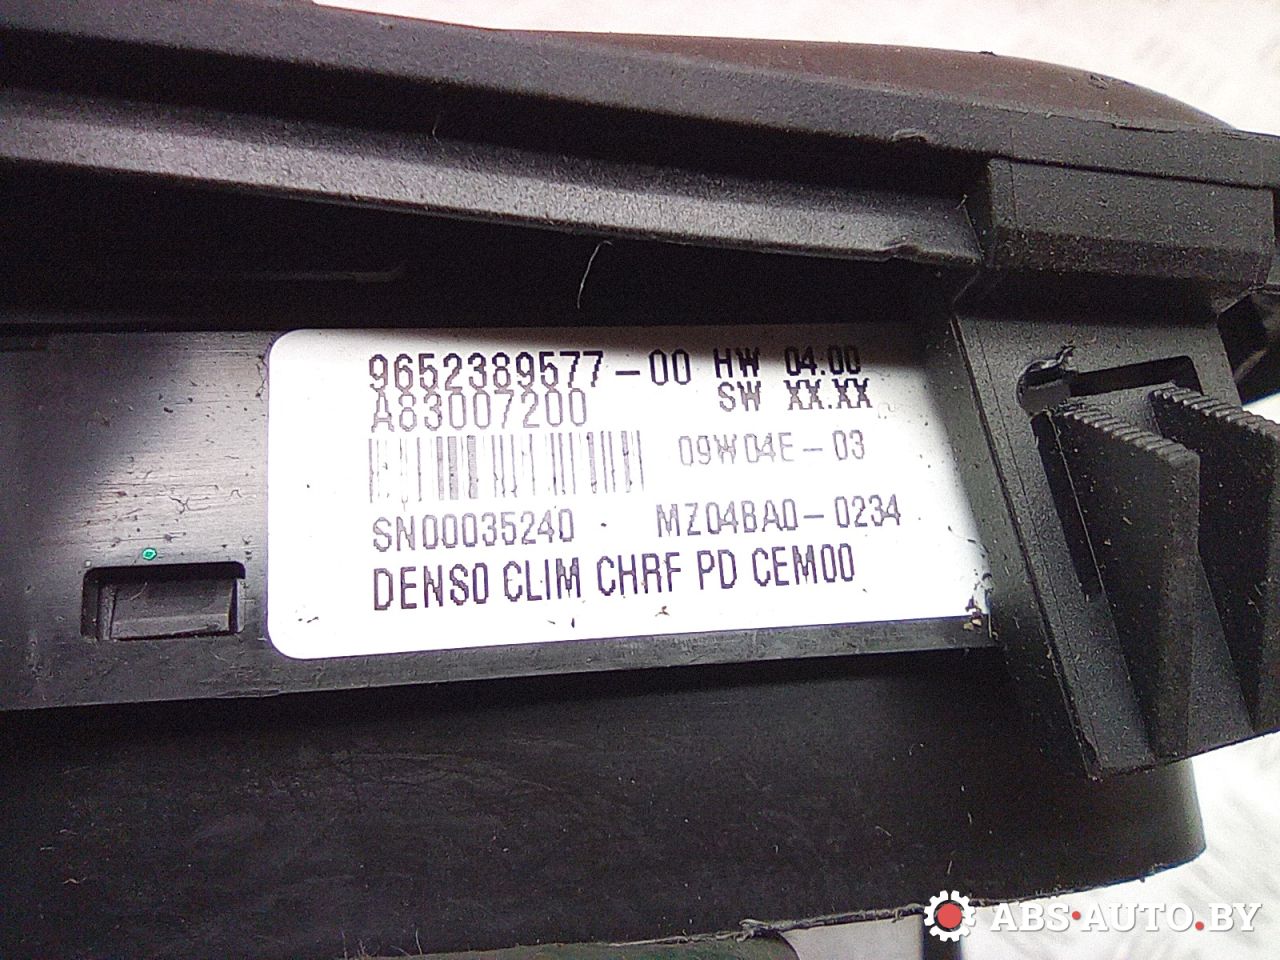 9652389577-00 HW 04.00
A83007200 SW XX.XX
09W04E-03
SN00035240 MZ04BA0-0234
DENSO CLIM CHRF PD CEM00
ABS·AUTO.BY